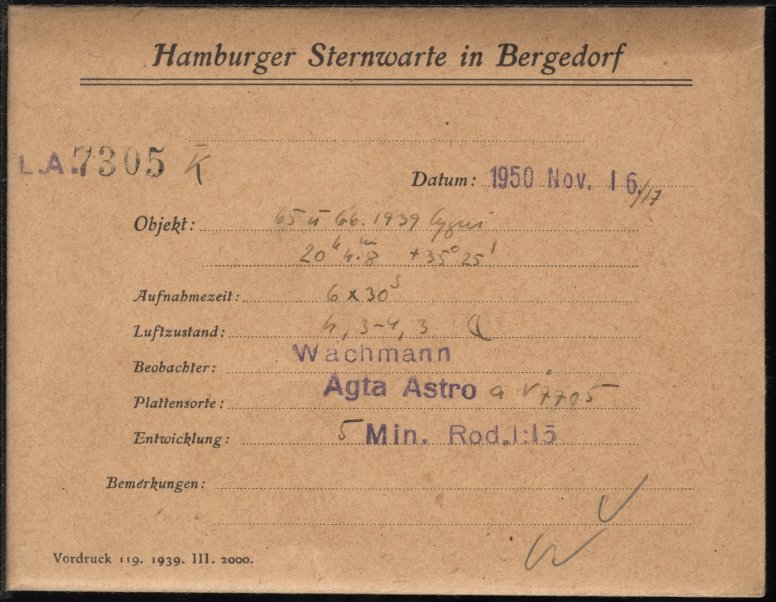 Hamburger Sternwarte in Bergedorf
L.A. 7305 K
Datum: 1950 Nov. 16/17
Objekt: 65 u 66. 1939 Cygni
20h 4.m8 +35° 25'
Aufnahmezeit: 6 x 30s
Luftzustand: 4, 3-4, 3
Beobachter: Wachmann
Plattensorte: Agfa Astro 7705
Entwicklung: 5 Min. Rod. 1:15
Bemerkungen:
Vordruck 119. 1939. III. 2000.